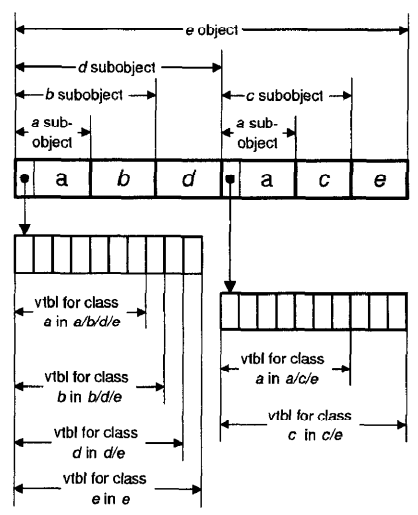 e object
d subobject
b subobject
c subobject
a sub-
object
a sub-
object
a
b
d
a
c
e
vtbl for class
a in a/b/d/e
vtbl for class
a in a/c/e
vtbl for class
b in b/d/e
vtbl for class
c in c/e
vtbl for class
d in d/e
vtbl for class
e in e